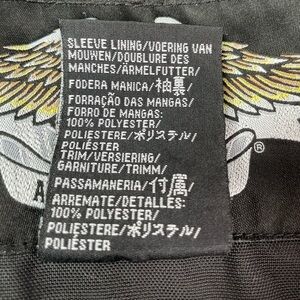 SLEEVE LINING/VOERING VAN
MOUWEN/DOUBLURE DES
MANCHES/ÄRMELFUTTER/
FODERA MANICA/袖裏/
FORRAÇÃO DAS MANGAS/
FORRO DE MANGAS:
100% POLYESTER/
POLIESTERE/ポリエステル/
POLIÉSTER
TRIM/VERSIERING/
GARNITURE/TRIMM/
PASSAMANERIA/付属/
ARREMATE/DETALLES:
100% POLYESTER/
POLIESTERE/ポリエステル/
POLIÉSTER
®